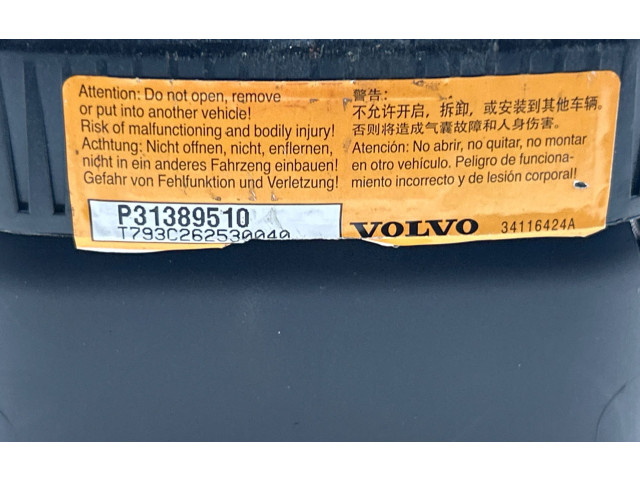 Attention: Do not open, remove
or put into another vehicle!
Risk of malfunctioning and bodily injury!
Achtung: Nicht offnen, nicht, enflernen,
nicht in ein anderes Fahrzeng einbauen!
Gefahr von Fehlfunktion und Verletzung!
P31389510
T793C262530040
警告:
不允许开启，拆卸，或安装到其他车辆。
否则将造成气囊故障和人身伤害。
Atención: No abrir, no quitar, no montar
en otro vehículo. Peligro de funciona-
miento incorrecto y de lesión corporal!
VOLVO
34116424A